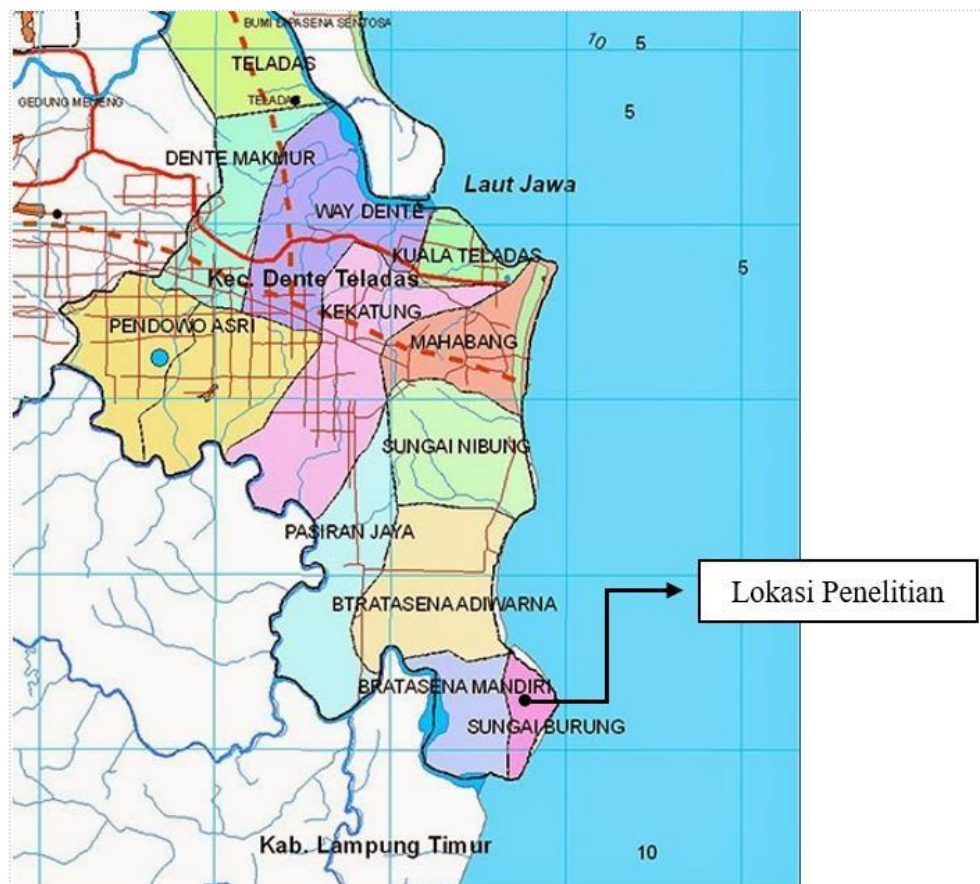 BUMI DIPASENA SENTOSA
10
5
TELADAS
TELADAS
GEDUNG MENENG
5
DENTE MAKMUR
Laut Jawa
WAY DENTE
KUALA TELADAS
5
Kec. Dente Teladas
KEKATUNG
PENDOWO ASRI
MAHABANG
SUNGAI NIBUNG
PASIRAN JAYA
Lokasi Penelitian
BTRATASENA ADIWARNA
BRATASENA MANDIRI
SUNGAI BURUNG
Kab. Lampung Timur
10